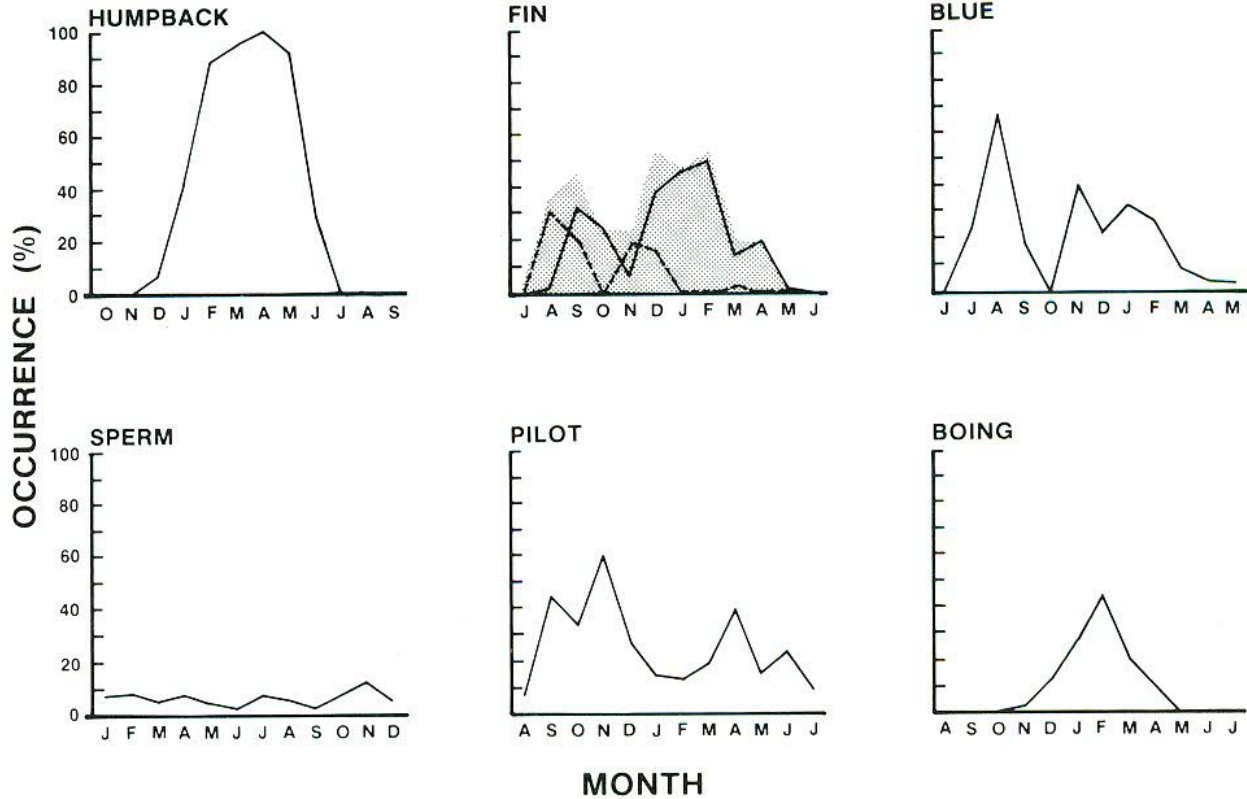 HUMPBACK
FIN
BLUE
100
80
60
40
20
0
O N D J F M A M J J A S
J A S O N D J F M A M J
J J A S O N D J F M A M
OCCURRENCE (%)
SPERM
PILOT
BOING
100
80
60
40
20
0
J F M A M J J A S O N D
A S O N D J F M A M J J
A S O N D J F M A M J J
MONTH